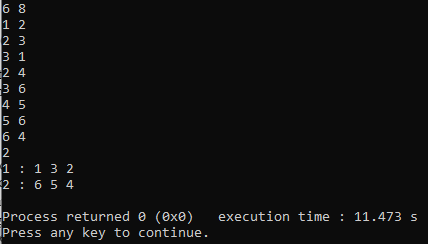 6 8
1 2
2 3
3 1
2 4
3 6
4 5
5 6
6 4
2
1 : 1 3 2
2 : 6 5 4
Process returned 0 (0x0)   execution time : 11.473 s
Press any key to continue.